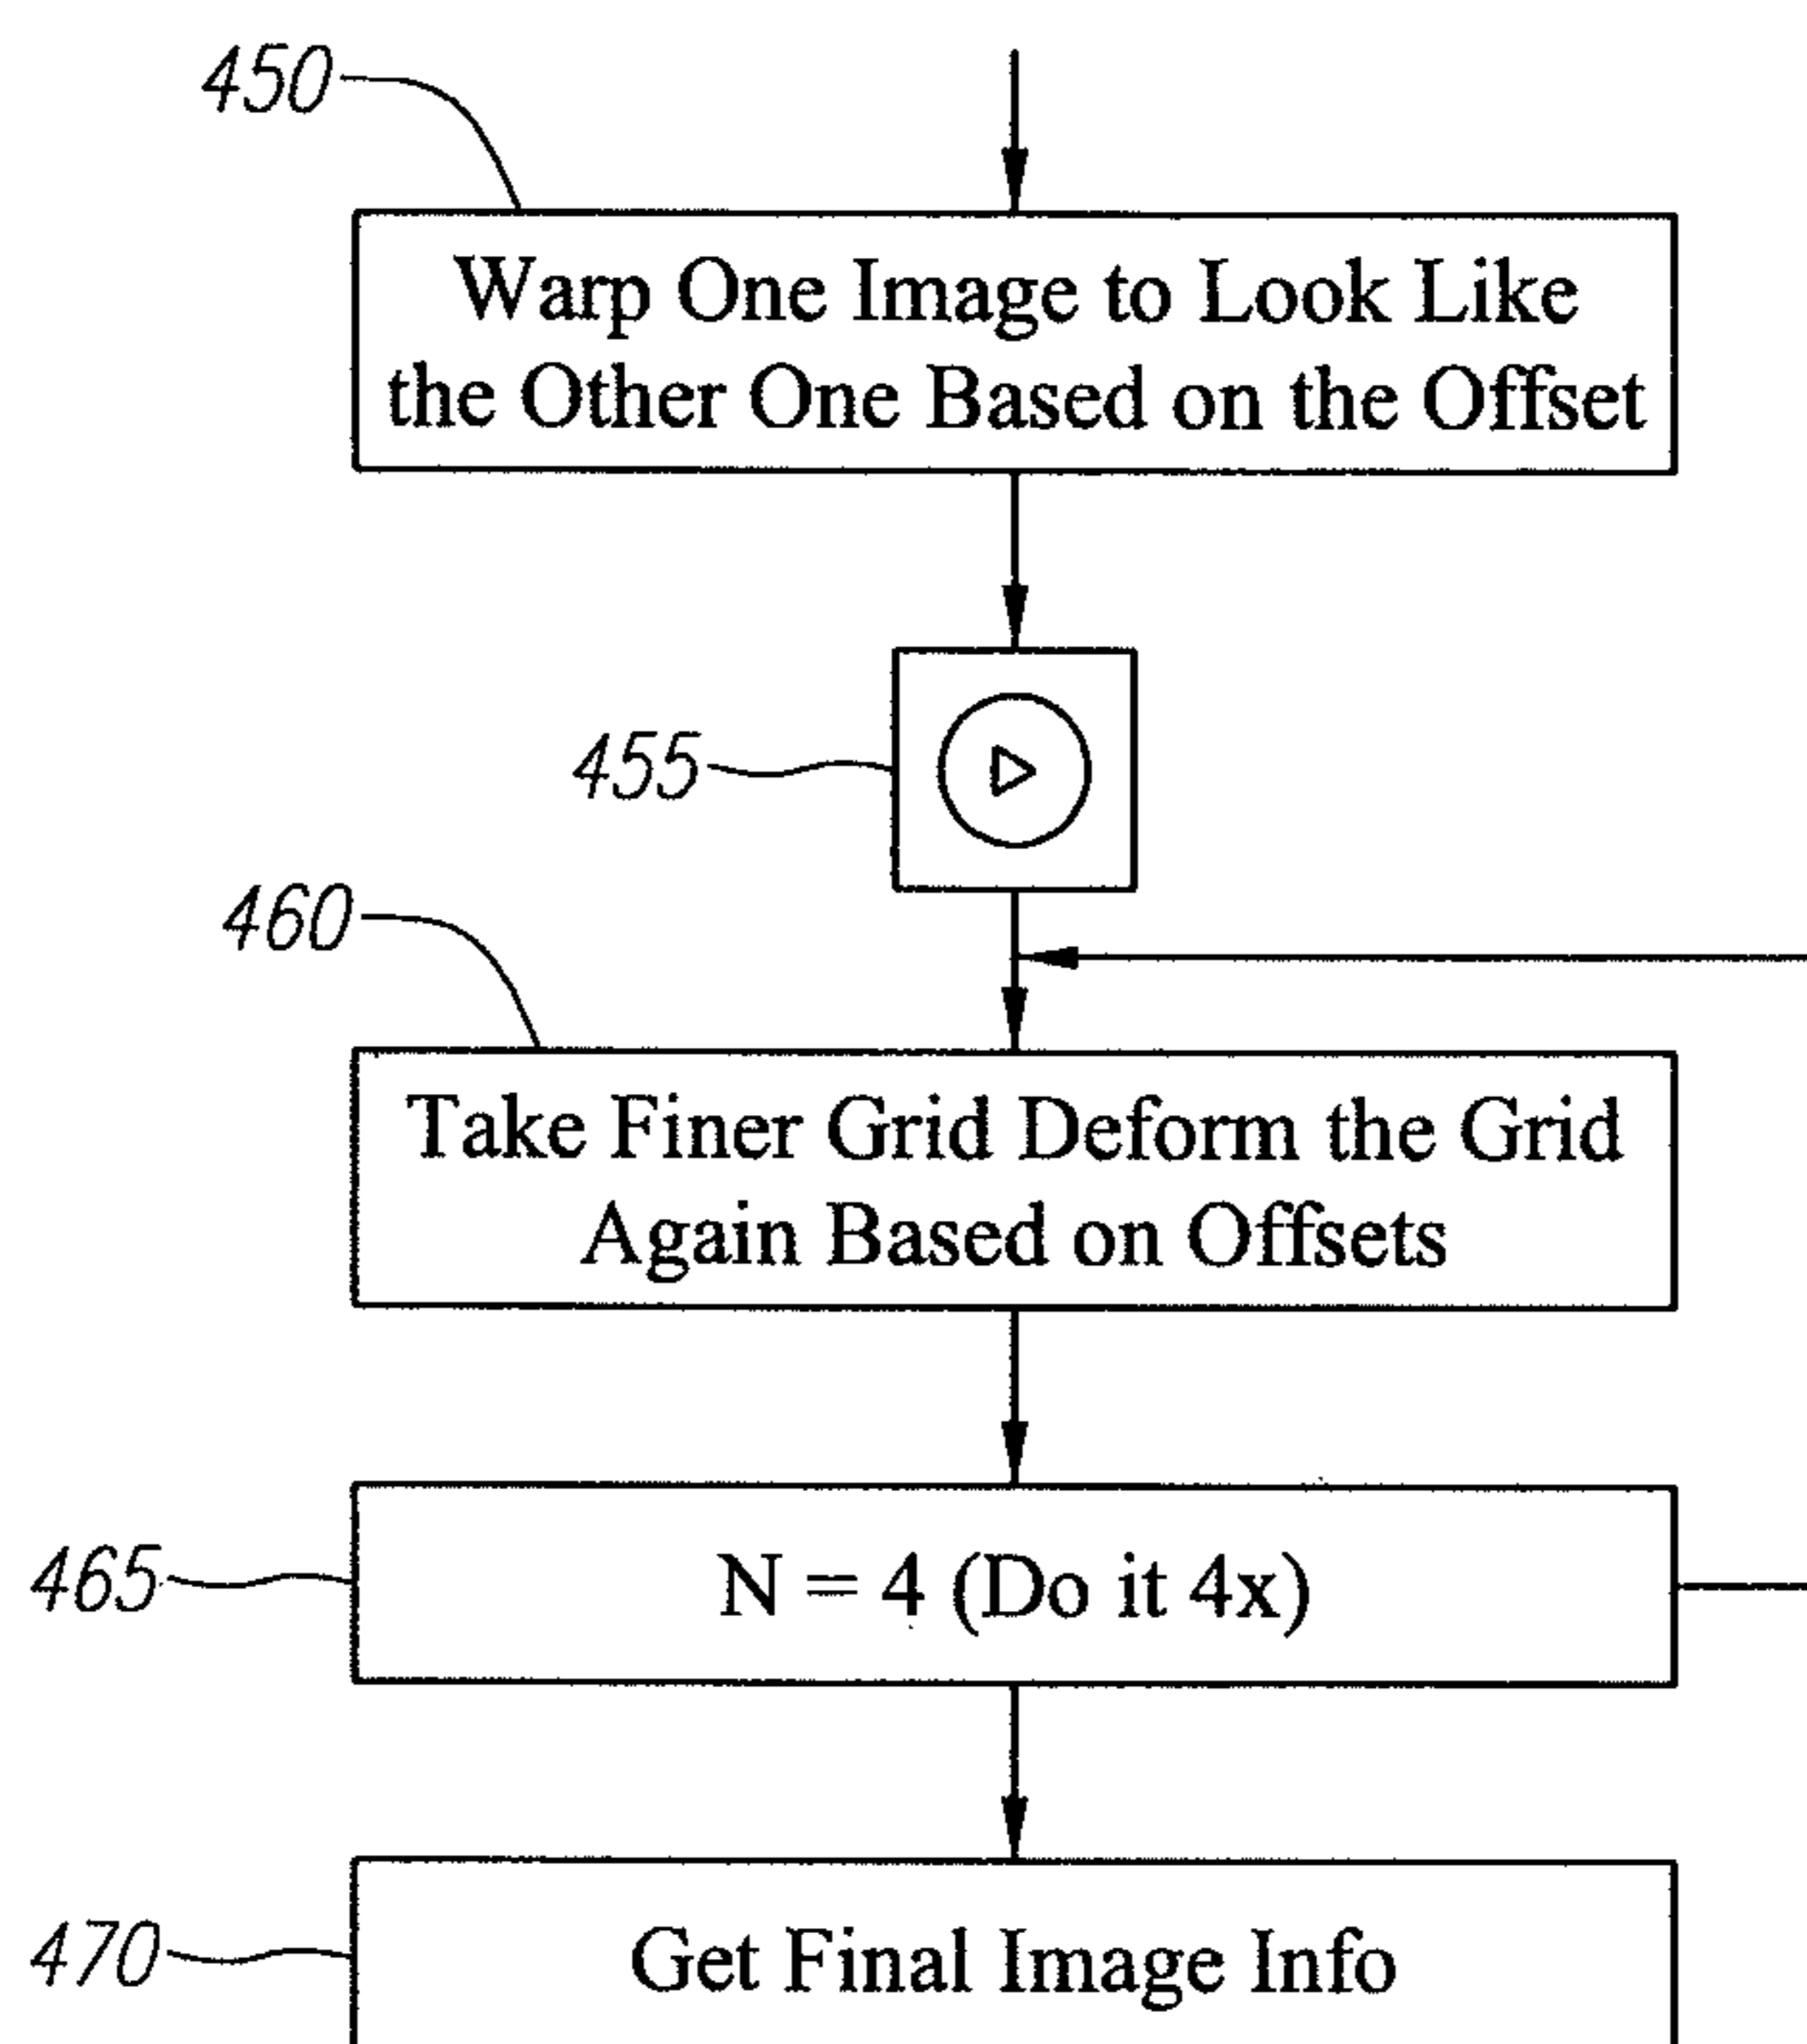 450
Warp One Image to Look Like
the Other One Based on the Offset
455
460
Take Finer Grid Deform the Grid
Again Based on Offsets
465
N = 4 (Do it 4x)
470
Get Final Image Info